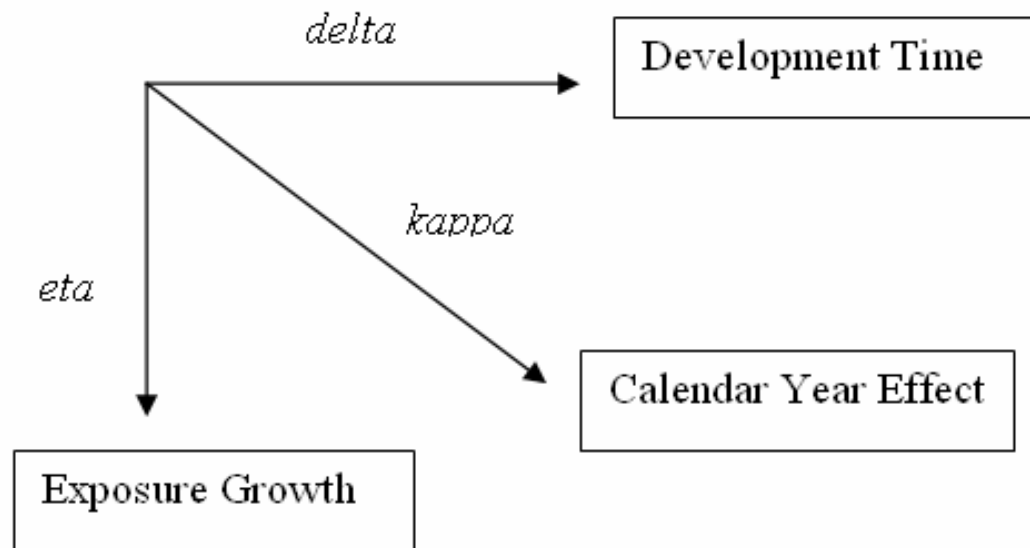 delta
Development Time
kappa
eta
Calendar Year Effect
Exposure Growth